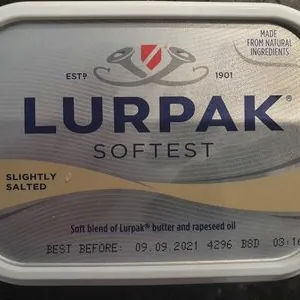 MADE
FROM NATURAL
INGREDIENTS
ESTD 1901
LURPAK®
SOFTEST
SLIGHTLY
SALTED
Soft blend of Lurpak® butter and rapeseed oil
BEST BEFORE: 09.09.2021 4296 BBD 03:16